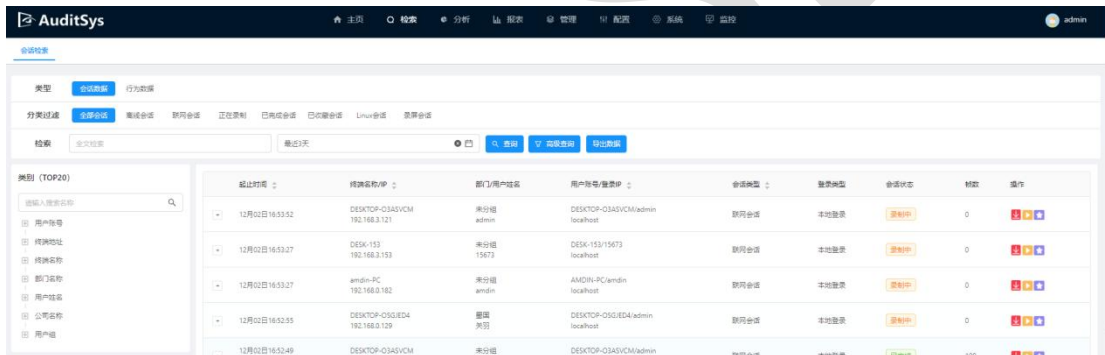 AuditSys 主页 检索 分析 报表 管理 配置 系统 监控 admin
会话检索
类型 会话数据 行为数据
分类过滤 全部会话 离线会话 联网会话 正在录制 已完成会话 已收藏会话 Linux会话 录屏会话
检索 全文检索 最近3天 查询 高级查询 导出数据
类别 (TOP20)
请输入搜索名称
用户账号
终端地址
终端名称
部门名称
用户姓名
公司名称
用户组
起止时间 终端名称/IP 部门/用户姓名 用户账号/登录IP 会话类型 登录类型 会话状态 帧数 操作
12月02日16:53:52 DESKTOP-O3ASVCM 未分组 DESKTOP-O3ASVCM/admin 联网会话 本地登录 录制中 0
192.168.3.121 admin localhost
12月02日16:53:27 DESK-153 未分组 DESK-153/15673 联网会话 本地登录 录制中 0
192.168.3.153 15673 localhost
12月02日16:53:27 amdin-PC 未分组 AMDIN-PC/amdin 联网会话 本地登录 录制中 0
192.168.0.182 amdin localhost
12月02日16:52:55 DESKTOP-OSGJED4 DESKTOP-OSGJED4/admin 联网会话 本地登录 录制中 0
192.168.0.129 localhost
12月02日16:52:49 DESKTOP-O3ASVCM 未分组 DESKTOP-O3ASVCM/admin